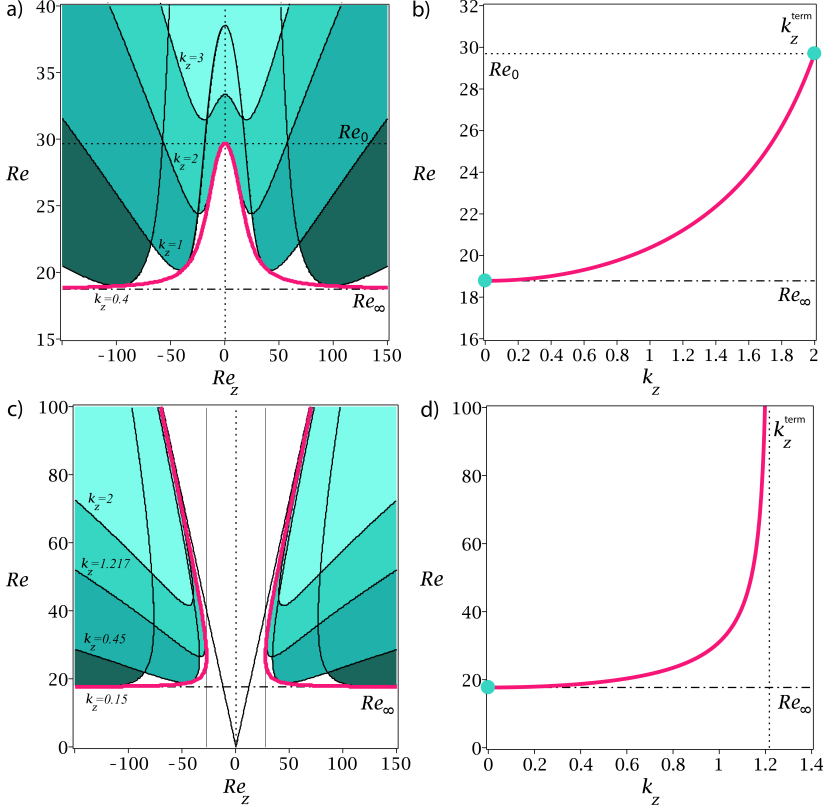 a)
40
35
30
25
20
15
Re
k_z=3
Re_0
k_z=2
k_z=1
k_z=0.4
Re_∞
-100
-50
0
50
100
150
Re_z
b)
32
30
28
26
24
22
20
18
16
Re
k_z^term
Re_0
Re_∞
0
0.2
0.4
0.6
0.8
1
1.2
1.4
1.6
1.8
2
k_z
c)
100
80
60
40
20
0
Re
k_z=2
k_z=1.217
k_z=0.45
k_z=0.15
Re_∞
-100
-50
0
50
100
150
Re_z
d)
100
80
60
40
20
0
Re
k_z^term
Re_∞
0
0.2
0.4
0.6
0.8
1
1.2
1.4
k_z